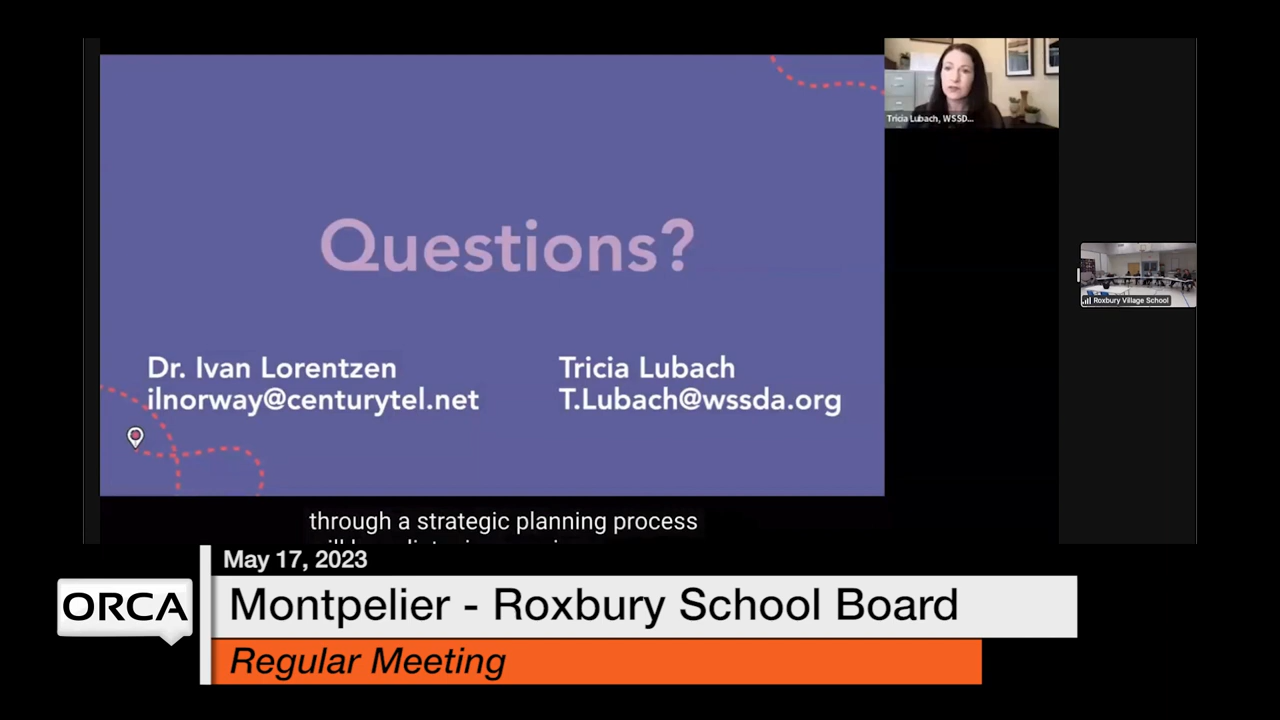 Questions?
Dr. Ivan Lorentzen
ilnorway@centurytel.net
Tricia Lubach
T.Lubach@wssda.org
Tricia Lubach, WSSD...
Roxbury Village School
through a strategic planning process
May 17, 2023
ORCA
Montpelier - Roxbury School Board
Regular Meeting